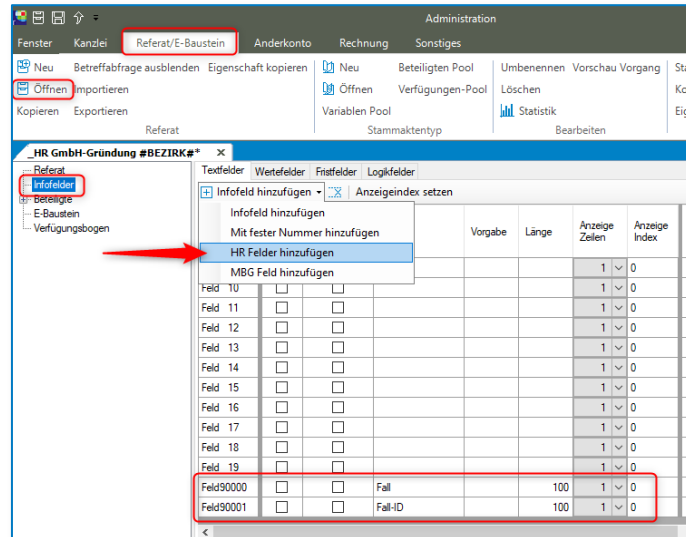 Administration
Fenster Kanzlei Referat/E-Baustein Anderkonto Rechnung Sonstiges
Neu Betreffabfrage ausblenden Eigenschaft kopieren Neu Beteiligten Pool Umbenennen Vorschau Vorgang
Öffnen Importieren Öffnen Verfügungen-Pool Löschen
Kopieren Exportieren Variablen Pool Statistik
Referat Stammaktentyp Bearbeiten
_HR GmbH-Gründung #BEZIRK#* X
Referat
Infofelder
Beteiligte
E-Baustein
Verfügungsbogen
Textfelder Wertefelder Fristfelder Logikfelder
Infofeld hinzufügen Anzeigeindex setzen
Infofeld hinzufügen
Mit fester Nummer hinzufügen
HR Felder hinzufügen
MBG Feld hinzufügen
Vorgabe Länge Anzeige Zeilen Anzeige Index
1 0
Feld 10 1 0
Feld 11 1 0
Feld 12 1 0
Feld 13 1 0
Feld 14 1 0
Feld 15 1 0
Feld 16 1 0
Feld 17 1 0
Feld 18 1 0
Feld 19 1 0
Feld90000 Fall 100 1 0
Feld90001 Fall-ID 100 1 0